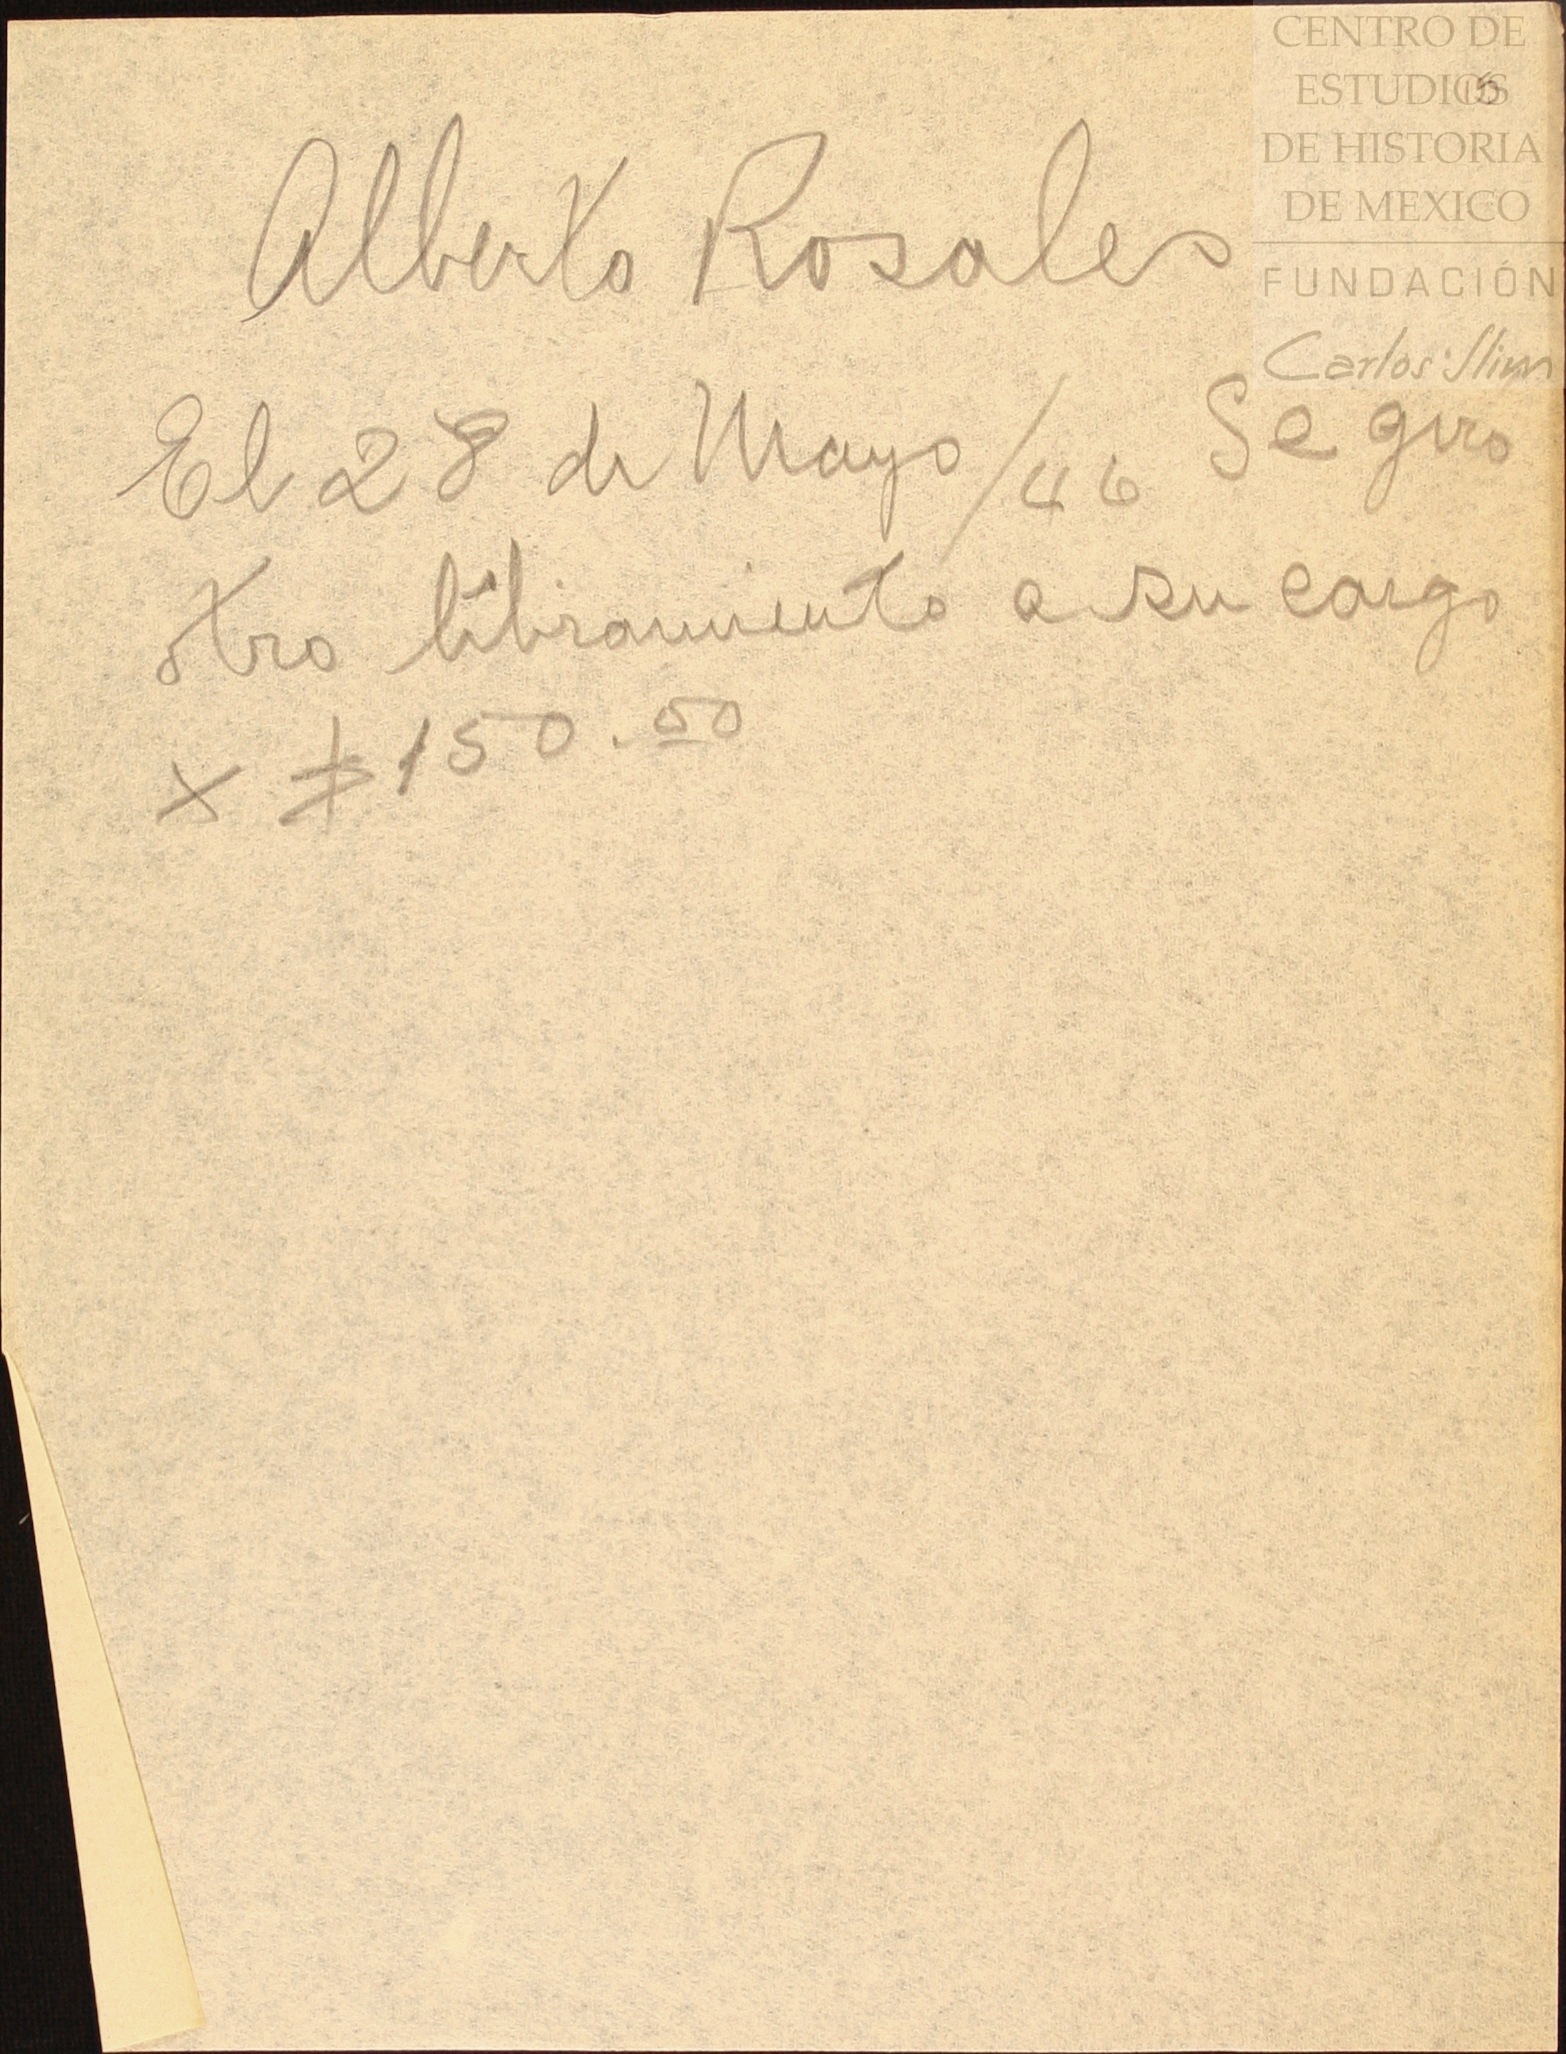 CENTRO DE
ESTUDIOS
DE HISTORIA
DE MEXICO
FUNDACIÓN
Carlos Slim
Alberto Rosales
El 28 de Mayo/46 Se giro
otro libramiento a su cargo
x $150.00